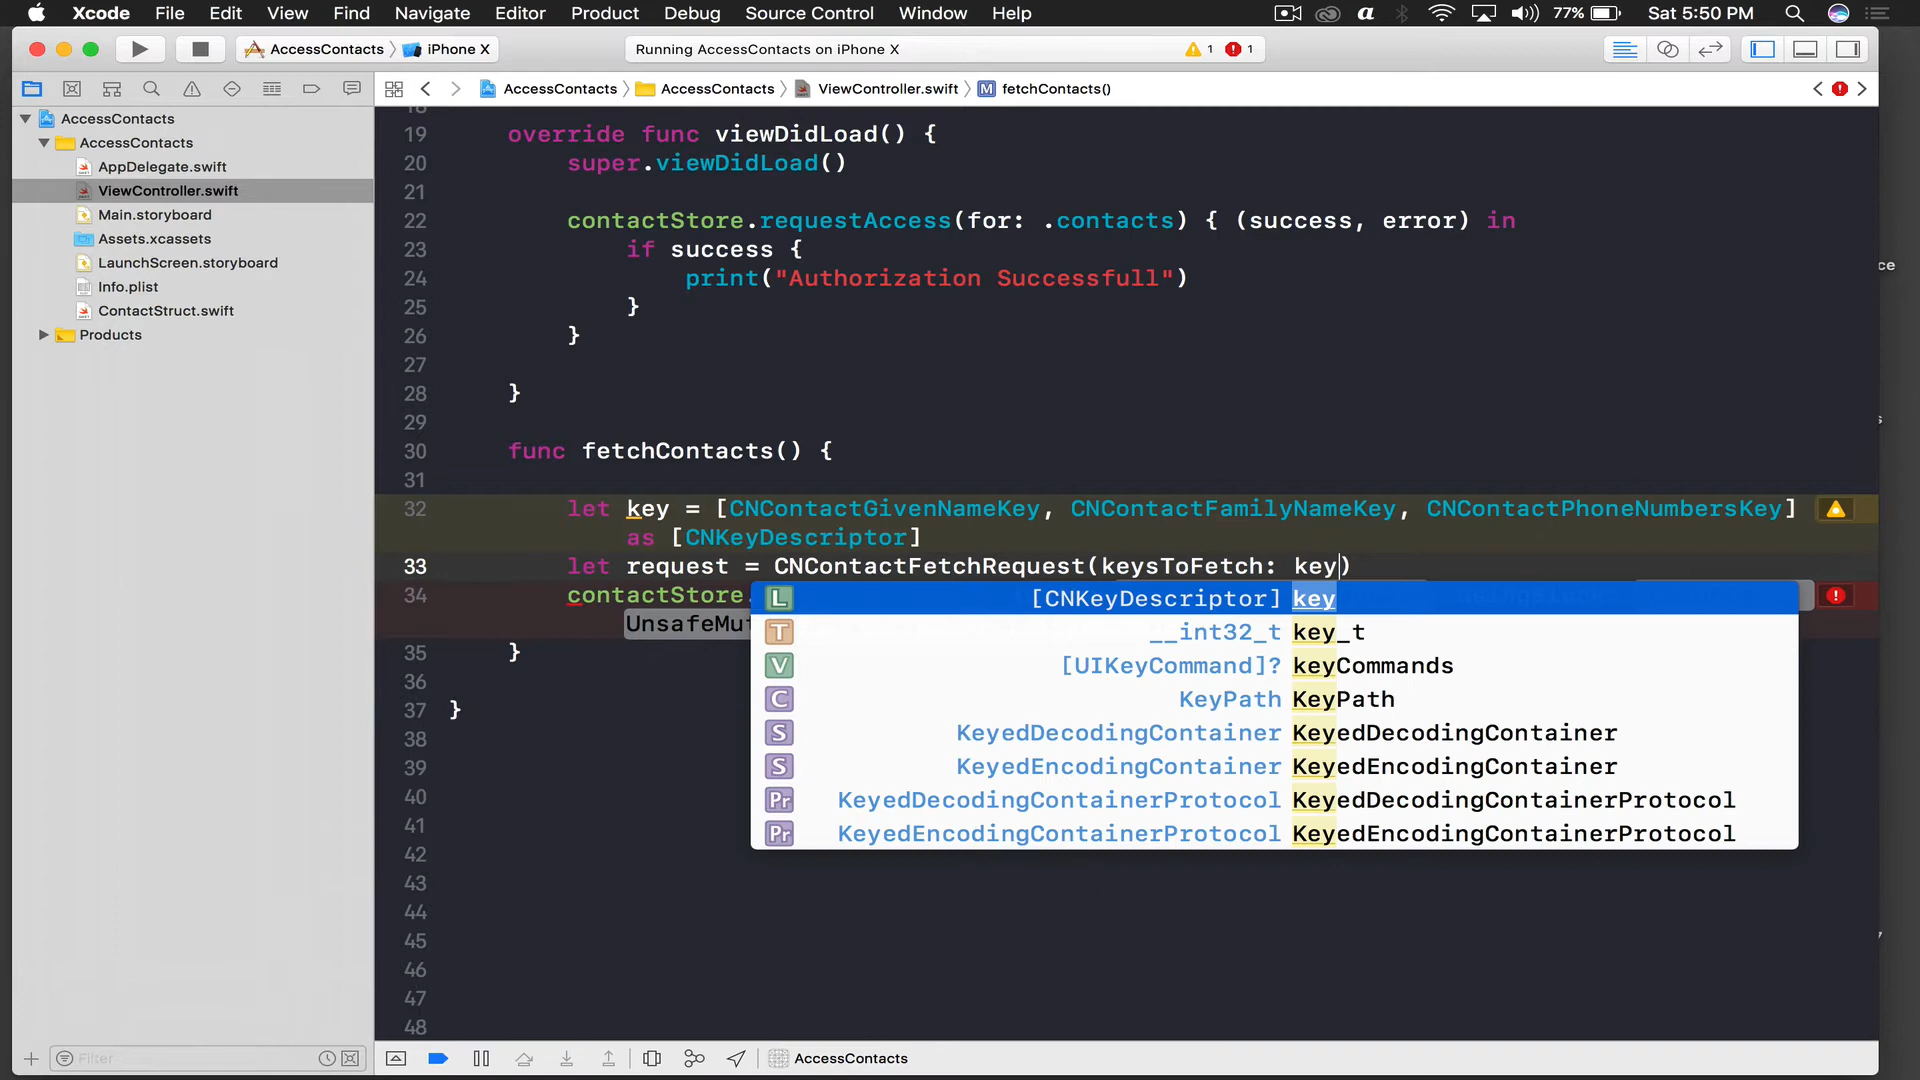 Xcode File Edit View Find Navigate Editor Product Debug Source Control Window Help 77% Sat 5:50 PM
AccessContacts iPhone X Running AccessContacts on iPhone X 1 1
AccessContacts AccessContacts ViewController.swift M fetchContacts()
AccessContacts
AccessContacts
AppDelegate.swift
ViewController.swift
Main.storyboard
Assets.xcassets
LaunchScreen.storyboard
Info.plist
ContactStruct.swift
Products
19 override func viewDidLoad() {
20 super.viewDidLoad()
21
22 contactStore.requestAccess(for: .contacts) { (success, error) in
23 if success {
24 print("Authorization Successfull")
25 }
26 }
27
28 }
29
30 func fetchContacts() {
31
32 let key = [CNContactGivenNameKey, CNContactFamilyNameKey, CNContactPhoneNumbersKey]
as [CNKeyDescriptor]
33 let request = CNContactFetchRequest(keysToFetch: key)
34 contactStore.
UnsafeMut
35 }
36
37 }
38
39
40
41
42
43
44
45
46
47
48
L [CNKeyDescriptor] key
T __int32_t key_t
V [UIKeyCommand]? keyCommands
C KeyPath KeyPath
S KeyedDecodingContainer KeyedDecodingContainer
S KeyedEncodingContainer KeyedEncodingContainer
Pr KeyedDecodingContainerProtocol KeyedDecodingContainerProtocol
Pr KeyedEncodingContainerProtocol KeyedEncodingContainerProtocol
Filter
AccessContacts